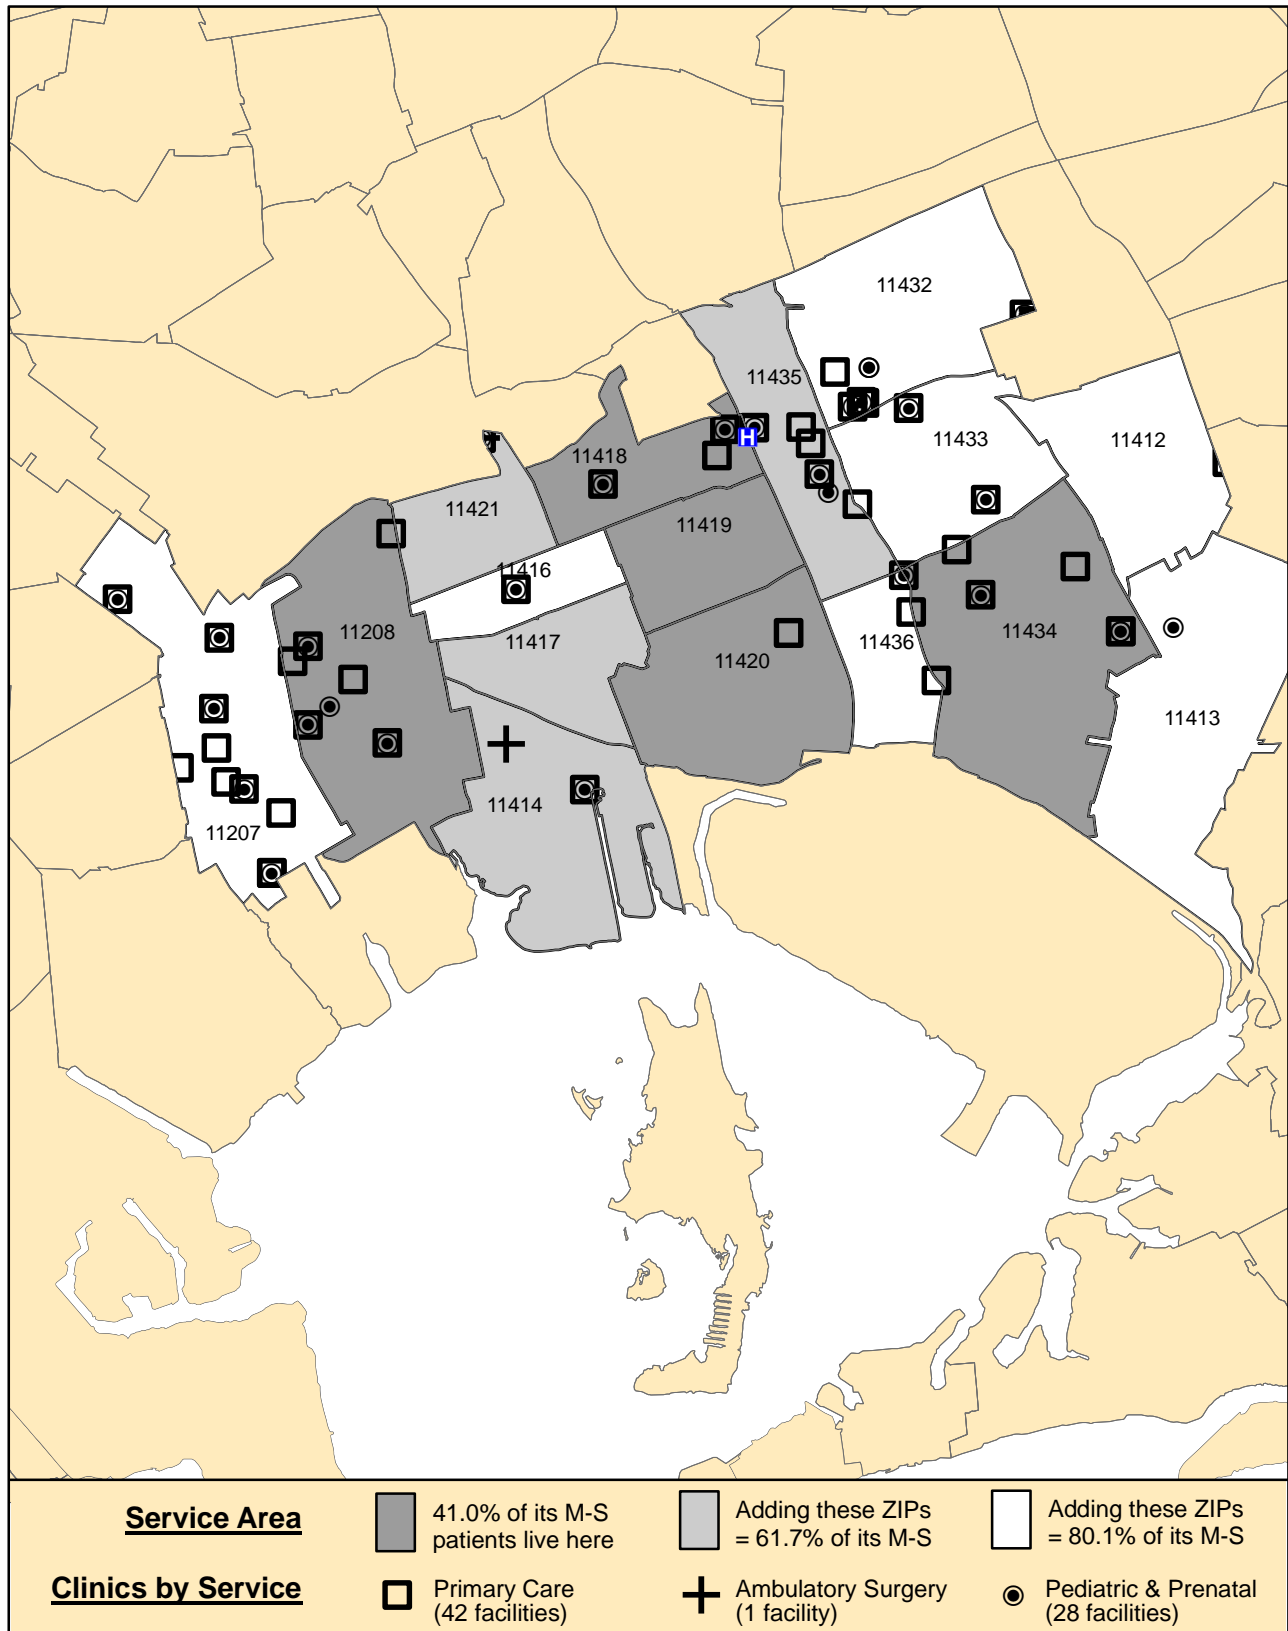 11432
11435
11433
11412
11418
11421
11419
11416
11208
11417
11420
11436
11434
11413
11414
11207
H
Service Area
41.0% of its M-S
patients live here
Adding these ZIPs
= 61.7% of its M-S
Adding these ZIPs
= 80.1% of its M-S
Clinics by Service
Primary Care
(42 facilities)
Ambulatory Surgery
(1 facility)
Pediatric & Prenatal
(28 facilities)